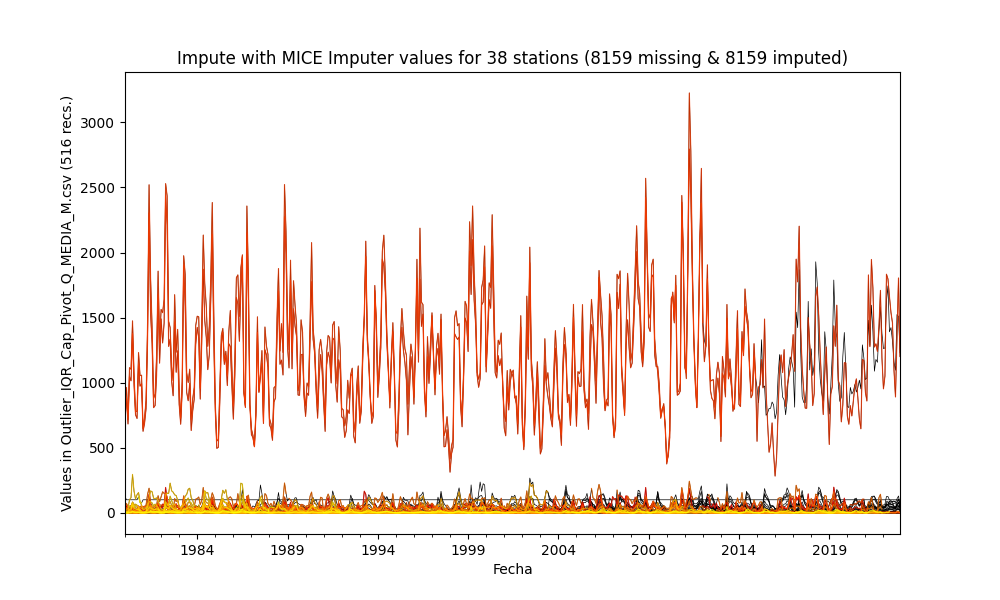 Impute with MICE Imputer values for 38 stations (8159 missing & 8159 imputed)
Values in Outlier_IQR_Cap_Pivot_Q_MEDIA_M.csv (516 recs.)
3000
2500
2000
1500
1000
500
0
1984 1989 1994 1999 2004 2009 2014 2019
Fecha